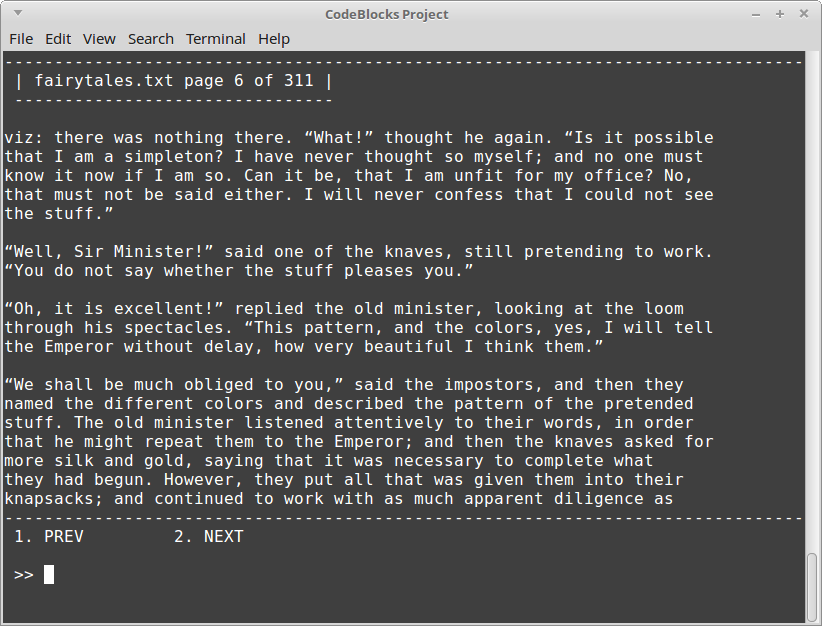 CodeBlocks Project
File Edit View Search Terminal Help
--------------------------------------------------------------------------------
| fairytales.txt page 6 of 311 |
--------------------------------
viz: there was nothing there. “What!” thought he again. “Is it possible
that I am a simpleton? I have never thought so myself; and no one must
know it now if I am so. Can it be, that I am unfit for my office? No,
that must not be said either. I will never confess that I could not see
the stuff.”
“Well, Sir Minister!” said one of the knaves, still pretending to work.
“You do not say whether the stuff pleases you.”
“Oh, it is excellent!” replied the old minister, looking at the loom
through his spectacles. “This pattern, and the colors, yes, I will tell
the Emperor without delay, how very beautiful I think them.”
“We shall be much obliged to you,” said the impostors, and then they
named the different colors and described the pattern of the pretended
stuff. The old minister listened attentively to their words, in order
that he might repeat them to the Emperor; and then the knaves asked for
more silk and gold, saying that it was necessary to complete what
they had begun. However, they put all that was given them into their
knapsacks; and continued to work with as much apparent diligence as
--------------------------------------------------------------------------------
1. PREV 2. NEXT
>>